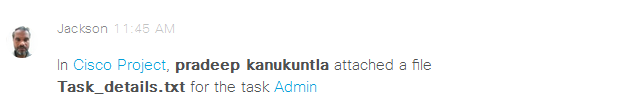 Jackson 11:45 AM
In Cisco Project, pradeep kanukuntla attached a file
Task_details.txt for the task Admin